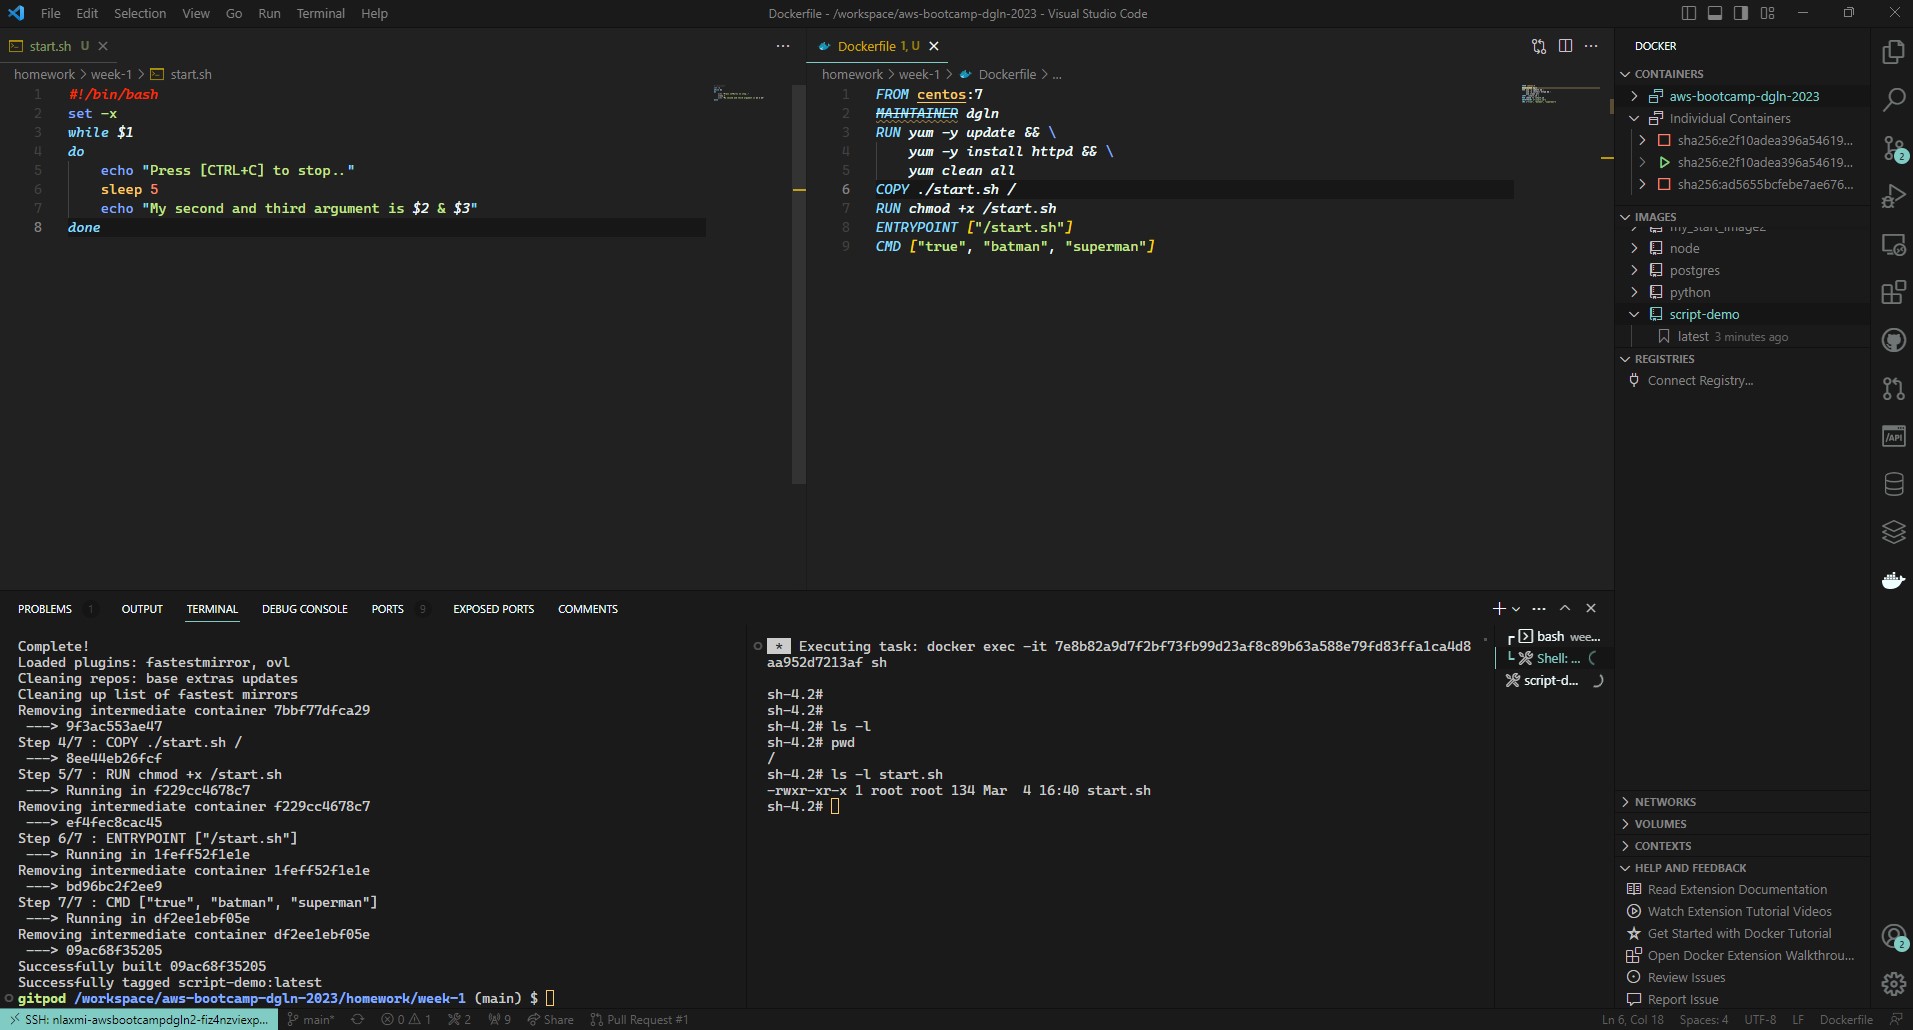 File Edit Selection View Go Run Terminal Help
Dockerfile - /workspace/aws-bootcamp-dgln-2023 - Visual Studio Code
start.sh U
homework > week-1 > start.sh
1 #!/bin/bash
2 set -x
3 while $1
4 do
5 echo "Press [CTRL+C] to stop.."
6 sleep 5
7 echo "My second and third argument is $2 & $3"
8 done
Dockerfile 1, U
homework > week-1 > Dockerfile > ...
1 FROM centos:7
2 MAINTAINER dgln
3 RUN yum -y update && \
4 yum -y install httpd && \
5 yum clean all
6 COPY ./start.sh /
7 RUN chmod +x /start.sh
8 ENTRYPOINT ["/start.sh"]
9 CMD ["true", "batman", "superman"]
DOCKER
CONTAINERS
aws-bootcamp-dgln-2023
Individual Containers
sha256:e2f10adea396a54619...
sha256:e2f10adea396a54619...
sha256:ad5655bcfebe7ae676...
IMAGES
my_start_image2
node
postgres
python
script-demo
latest 3 minutes ago
REGISTRIES
Connect Registry...
NETWORKS
VOLUMES
CONTEXTS
HELP AND FEEDBACK
Read Extension Documentation
Watch Extension Tutorial Videos
Get Started with Docker Tutorial
Open Docker Extension Walkthrou...
Review Issues
Report Issue
2
/API
2
PROBLEMS 1 OUTPUT TERMINAL DEBUG CONSOLE PORTS 9 EXPOSED PORTS COMMENTS
Complete!
Loaded plugins: fastestmirror, ovl
Cleaning repos: base extras updates
Cleaning up list of fastest mirrors
Removing intermediate container 7bbf77dfca29
---> 9f3ac553ae47
Step 4/7 : COPY ./start.sh /
---> 8ee44eb26fcf
Step 5/7 : RUN chmod +x /start.sh
---> Running in f229cc4678c7
Removing intermediate container f229cc4678c7
---> ef4fec8cac45
Step 6/7 : ENTRYPOINT ["/start.sh"]
---> Running in 1feff52f1e1e
Removing intermediate container 1feff52f1e1e
---> bd96bc2f2ee9
Step 7/7 : CMD ["true", "batman", "superman"]
---> Running in df2ee1ebf05e
Removing intermediate container df2ee1ebf05e
---> 09ac68f35205
Successfully built 09ac68f35205
Successfully tagged script-demo:latest
gitpod /workspace/aws-bootcamp-dgln-2023/homework/week-1 (main) $
* Executing task: docker exec -it 7e8b82a9d7f2bf73fb99d23af8c89b63a588e79fd83ffa1ca4d8
aa952d7213af sh
sh-4.2#
sh-4.2#
sh-4.2# ls -l
sh-4.2# pwd
/
sh-4.2# ls -l start.sh
-rwxr-xr-x 1 root root 134 Mar 4 16:40 start.sh
sh-4.2#
bash wee...
Shell: ...
script-d...
SSH: nlaxmi-awsbootcampdgln2-fiz4nzviexp... main* 0 1 2 9 Share Pull Request #1 Ln 6, Col 18 Spaces: 4 UTF-8 LF Dockerfile